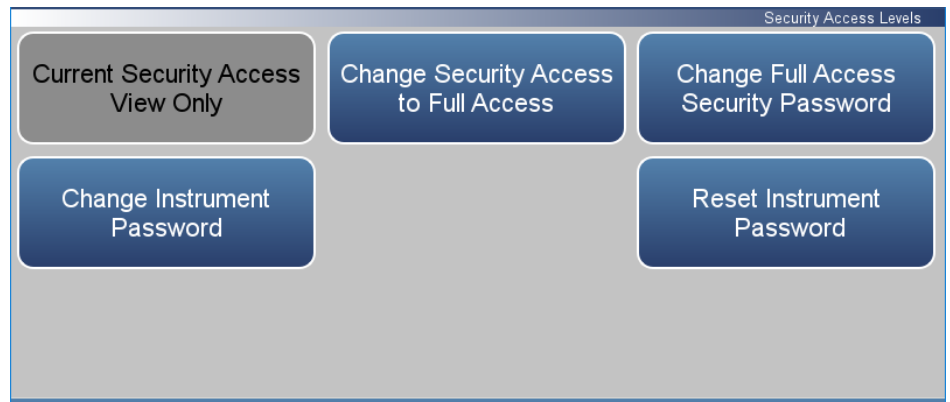 Security Access Levels
Current Security Access
View Only
Change Security Access
to Full Access
Change Full Access
Security Password
Change Instrument
Password
Reset Instrument
Password